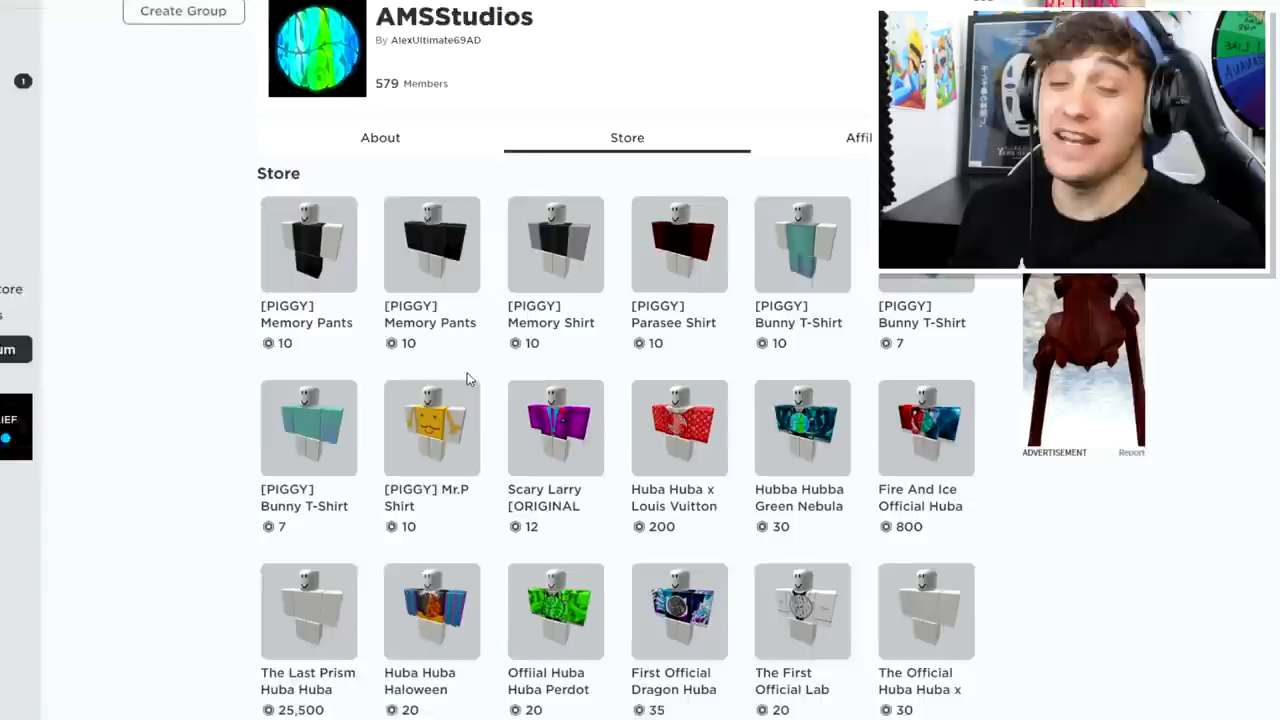 Create Group
AMSStudios
By AlexUltimate69AD
579 Members
1
About
Store
Affil
Store
[PIGGY] Memory Pants
10
[PIGGY] Memory Pants
10
[PIGGY] Memory Shirt
10
[PIGGY] Parasee Shirt
10
[PIGGY] Bunny T-Shirt
10
[PIGGY] Bunny T-Shirt
7
ore
s
um
IEF
ADVERTISEMENT
Report
[PIGGY] Bunny T-Shirt
7
[PIGGY] Mr.P Shirt
10
Scary Larry [ORIGINAL
12
Huba Huba x Louis Vuitton
200
Hubba Hubba Green Nebula
30
Fire And Ice Official Huba
800
The Last Prism Huba Huba
25,500
Huba Huba Haloween
20
Offiial Huba Huba Perdot
20
First Official Dragon Huba
35
The First Official Lab
20
The Official Huba Huba x
30